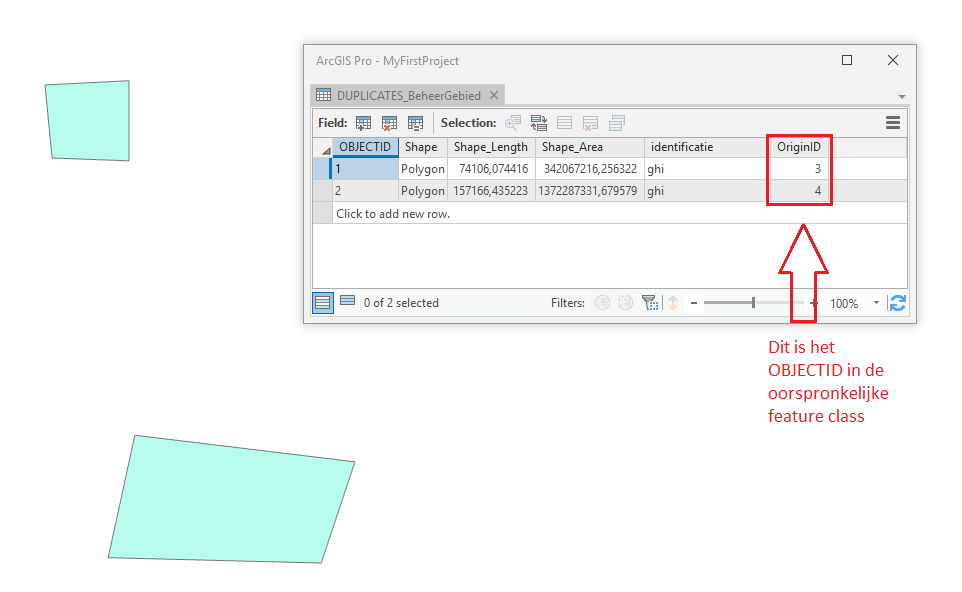 ArcGIS Pro - MyFirstProject
DUPLICATES_BeheerGebied
Field: Selection:
OBJECTID Shape Shape_Length Shape_Area identificatie OriginID
1 Polygon 74106,074416 342067216,256322 ghi 3
2 Polygon 157166,435223 1372287331,679579 ghi 4
Click to add new row.
0 of 2 selected Filters: 100%
Dit is het
OBJECTID in de
oorspronkelijke
feature class